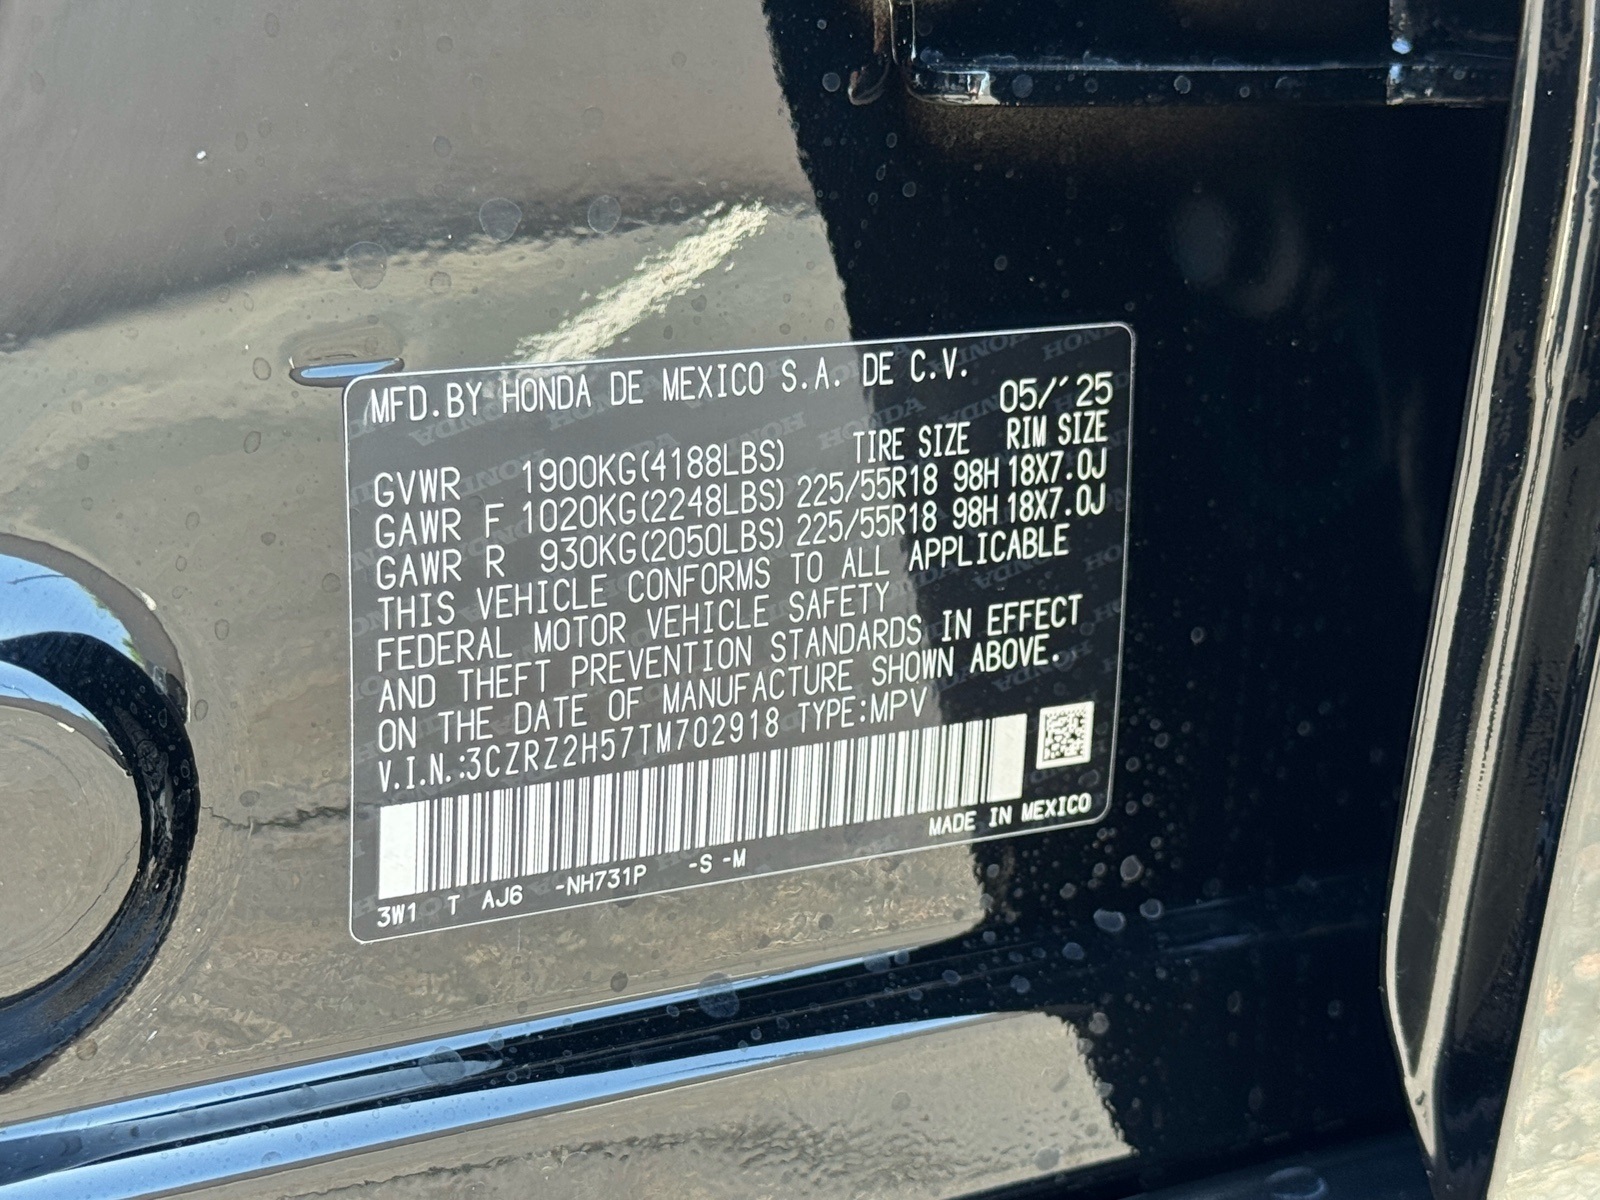 MFD.BY HONDA DE MEXICO S.A. DE C.V.
05/´25
TIRE SIZE RIM SIZE
GVWR 1900KG(4188LBS)
GAWR F 1020KG(2248LBS) 225/55R18 98H 18X7.0J
GAWR R 930KG(2050LBS) 225/55R18 98H 18X7.0J
THIS VEHICLE CONFORMS TO ALL APPLICABLE
FEDERAL MOTOR VEHICLE SAFETY
AND THEFT PREVENTION STANDARDS IN EFFECT
ON THE DATE OF MANUFACTURE SHOWN ABOVE.
V.I.N.:3CZRZ2H57TM702918 TYPE:MPV
MADE IN MEXICO
3W1 T AJ6 -NH731P -S -M